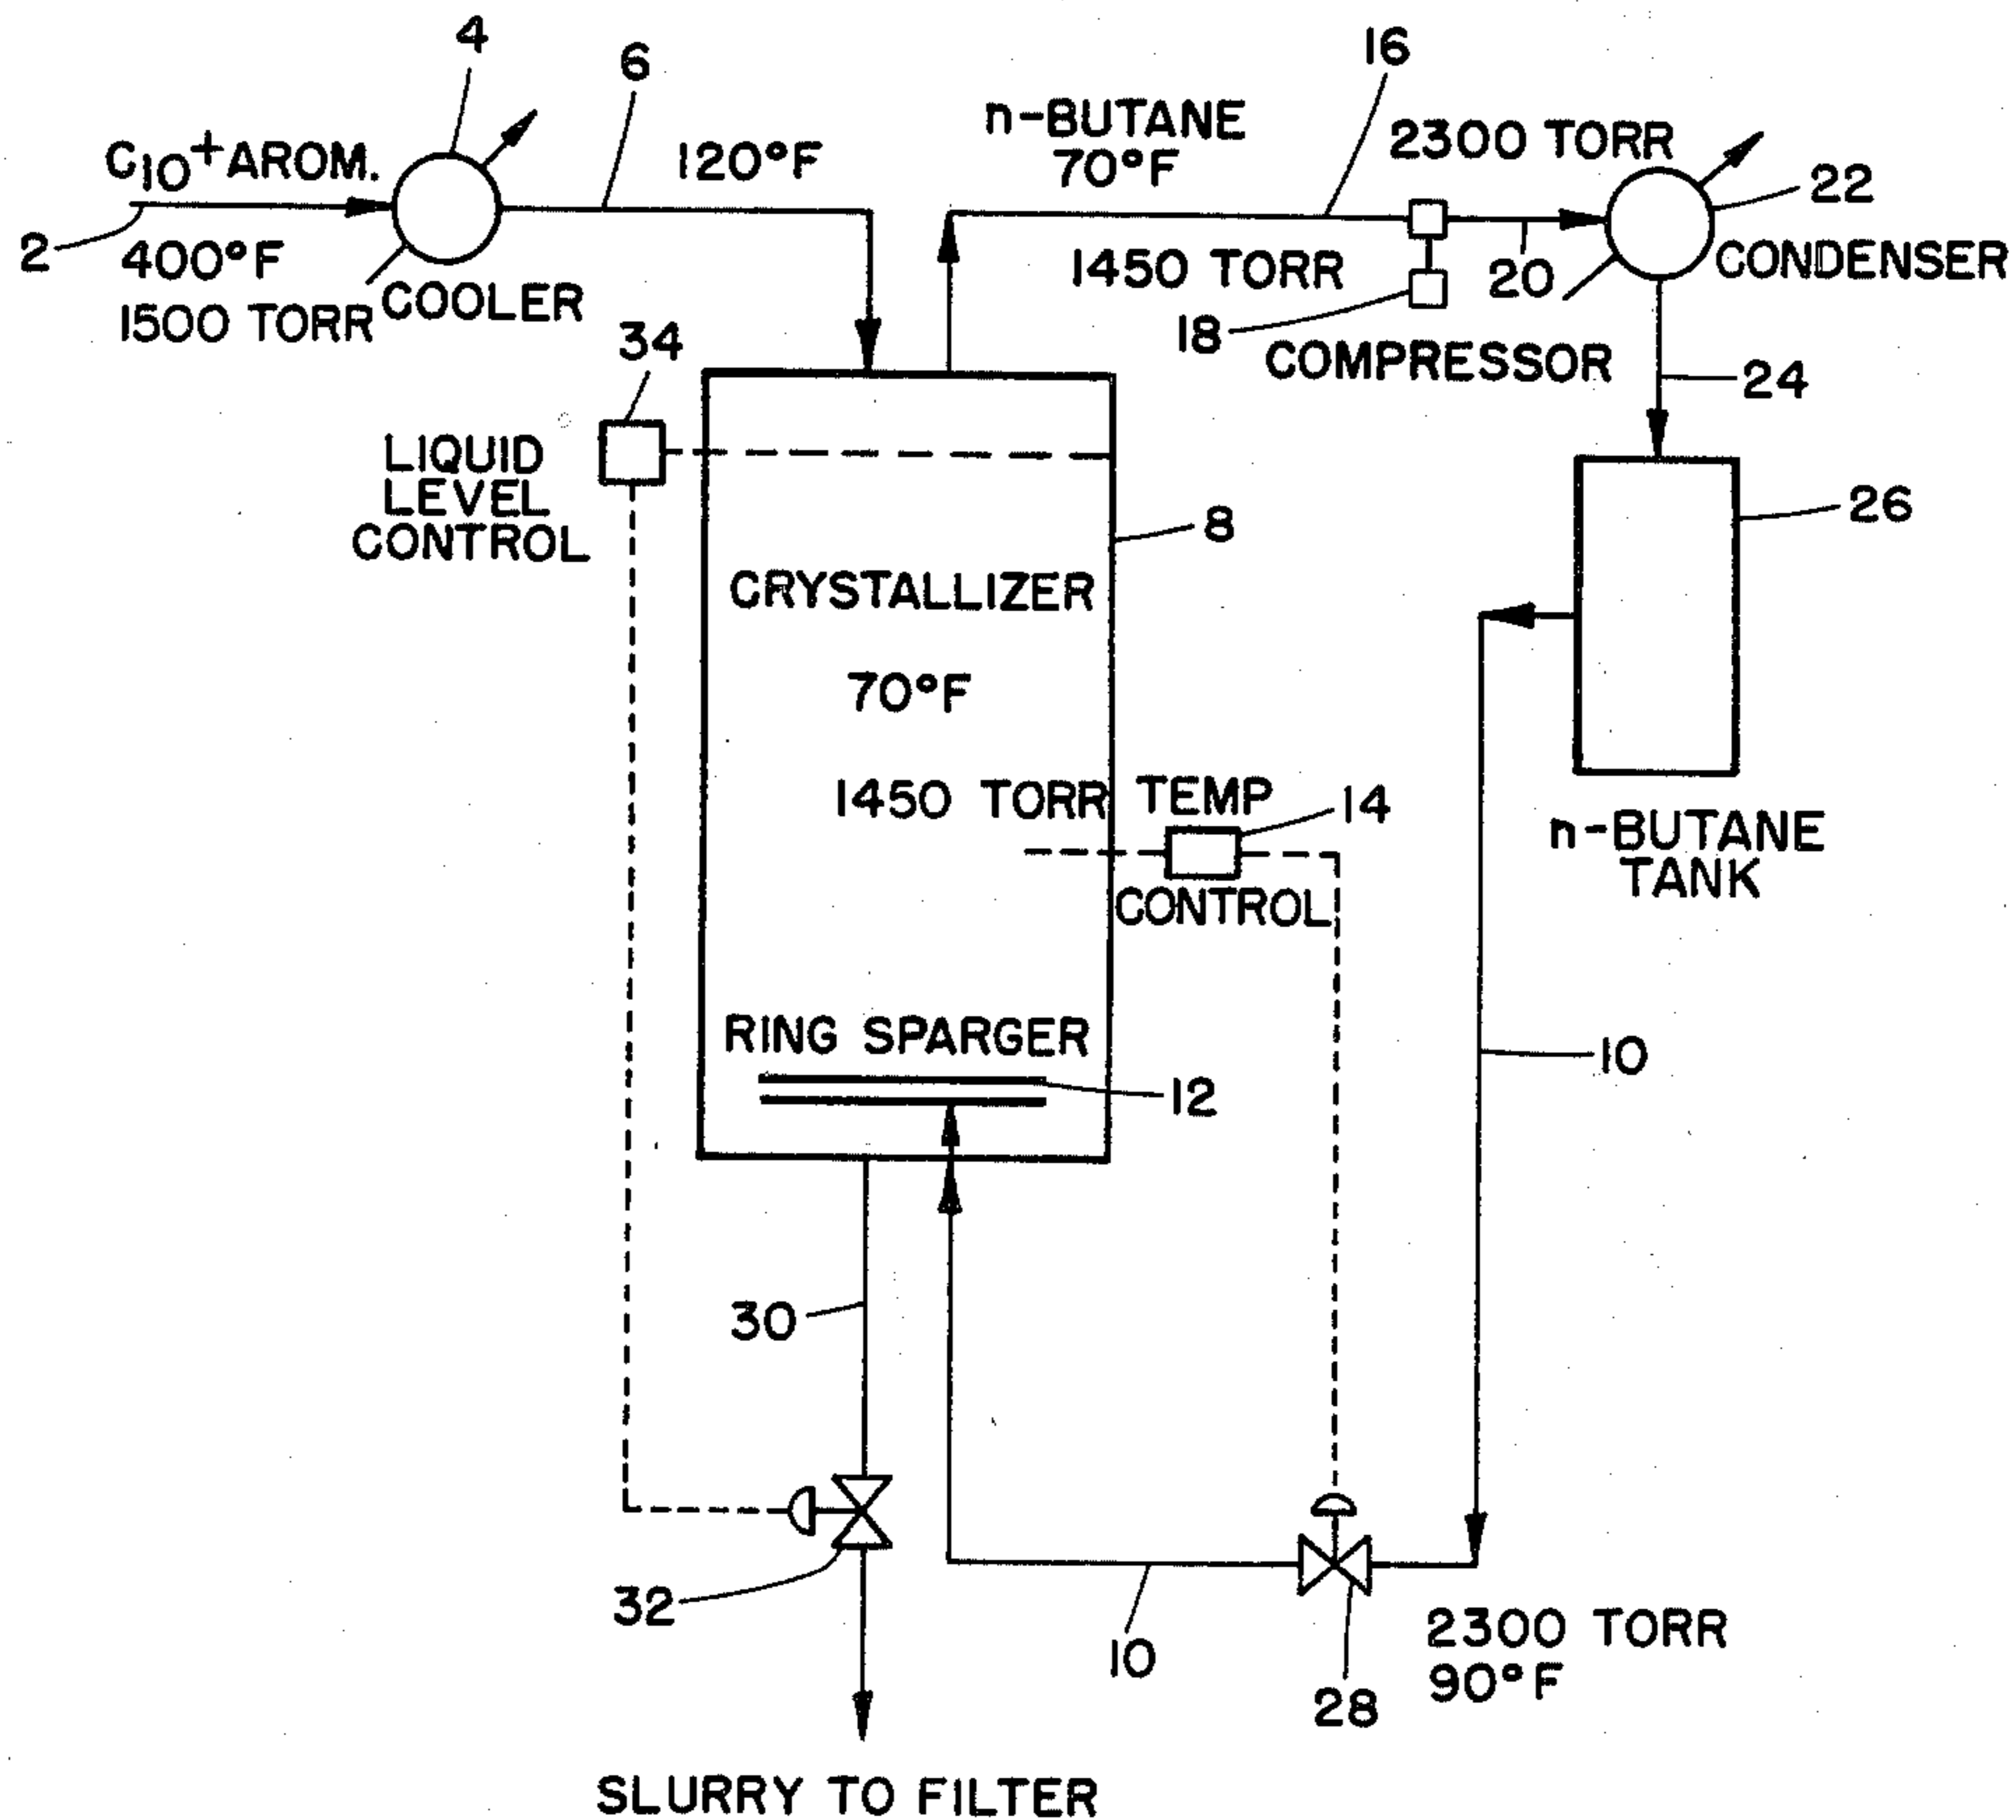 4
6
16
n-BUTANE
70°F
2300 TORR
C10+ AROM.
120°F
22
2
400°F
1500 TORR
COOLER
1450 TORR
20
CONDENSER
18
COMPRESSOR
34
24
LIQUID
LEVEL
CONTROL
26
8
CRYSTALLIZER
70°F
1450 TORR
TEMP
14
CONTROL
n-BUTANE
TANK
RING SPARGER
12
10
30
32
10
28
2300 TORR
90°F
SLURRY TO FILTER